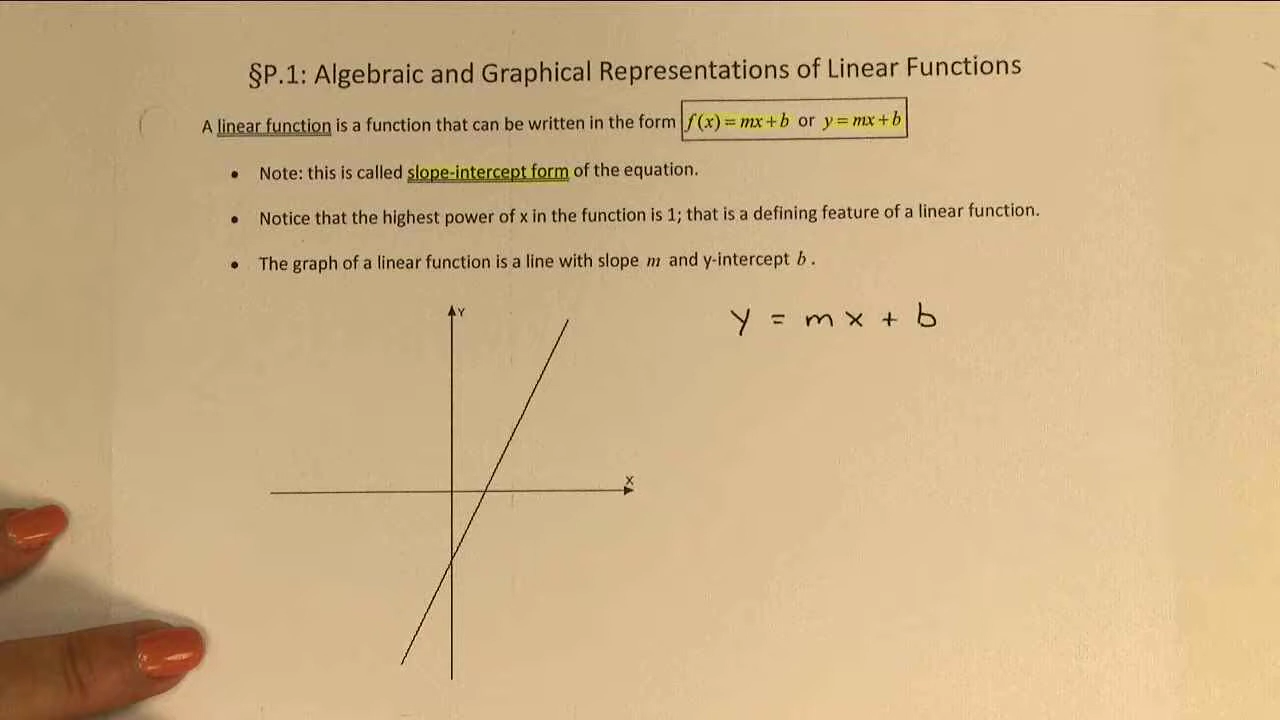 §P.1: Algebraic and Graphical Representations of Linear Functions
A linear function is a function that can be written in the form f(x) = mx + b or y = mx + b
• Note: this is called slope-intercept form of the equation.
• Notice that the highest power of x in the function is 1; that is a defining feature of a linear function.
• The graph of a linear function is a line with slope m and y-intercept b.
Y
y = mx + b
X